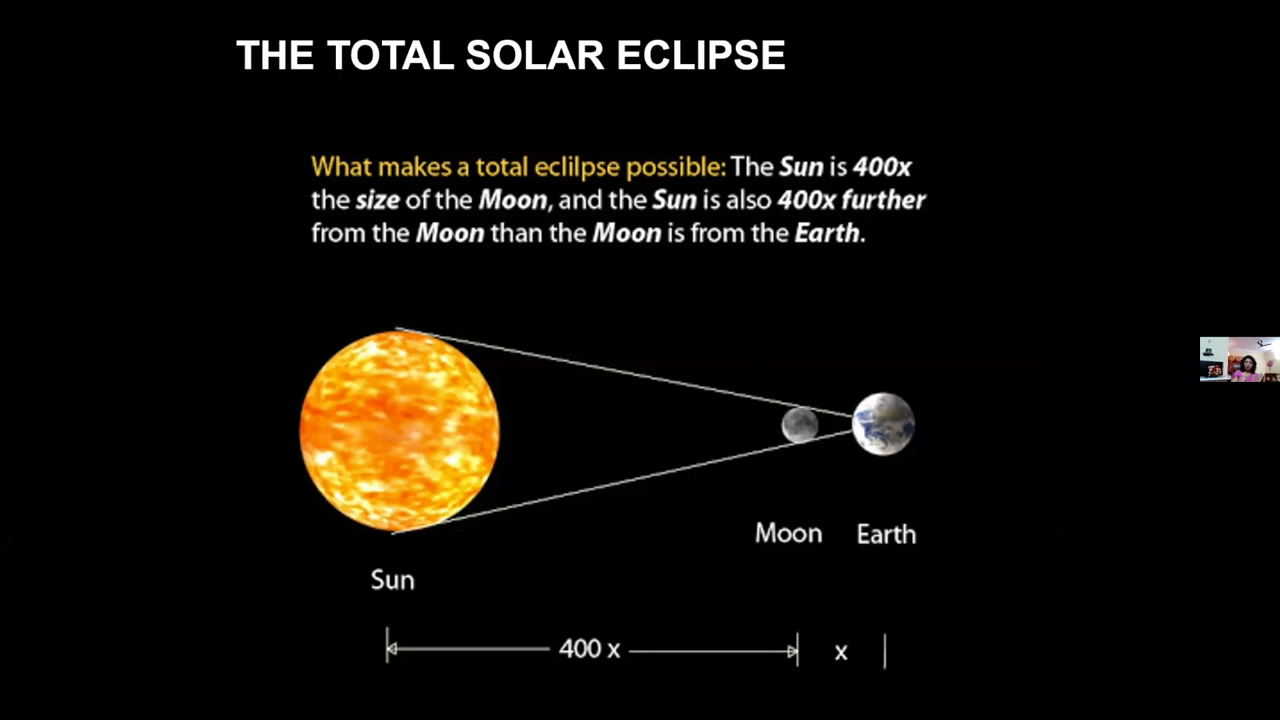 THE TOTAL SOLAR ECLIPSE
What makes a total eclilpse possible: The Sun is 400x
the size of the Moon, and the Sun is also 400x further
from the Moon than the Moon is from the Earth.
Moon Earth
Sun
400 x x